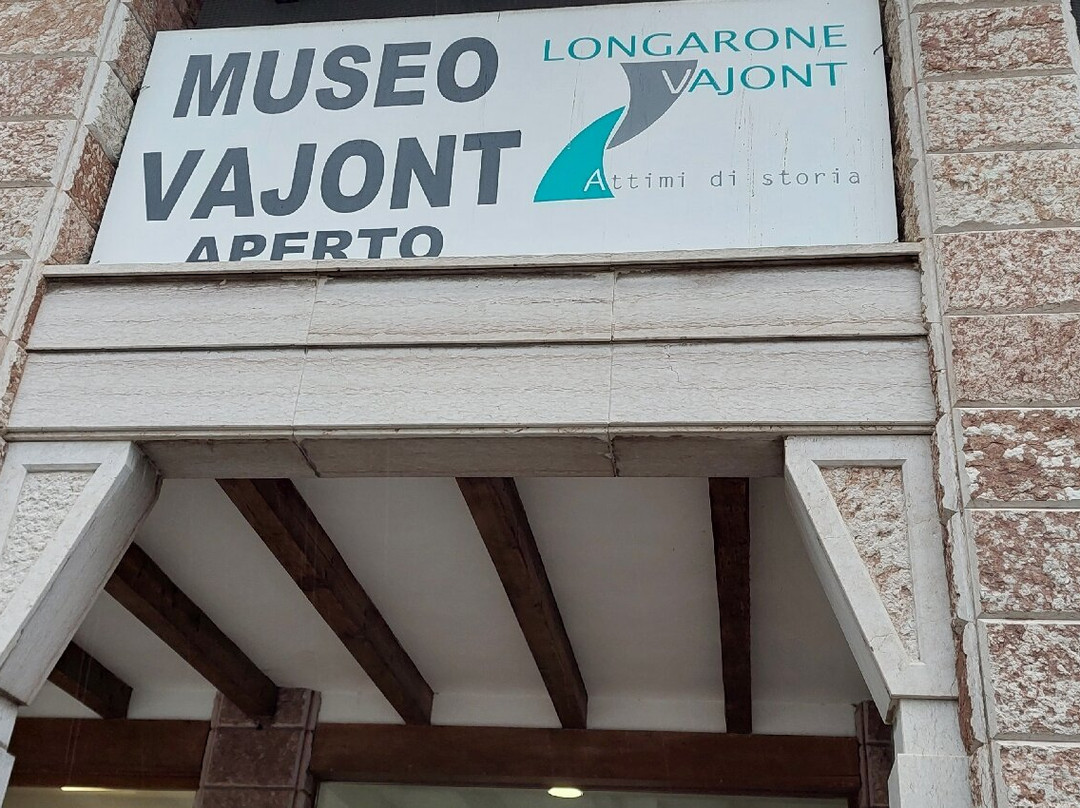 MUSEO
VAJONT
APERTO
LONGARONE
VAJONT
Attimi di storia